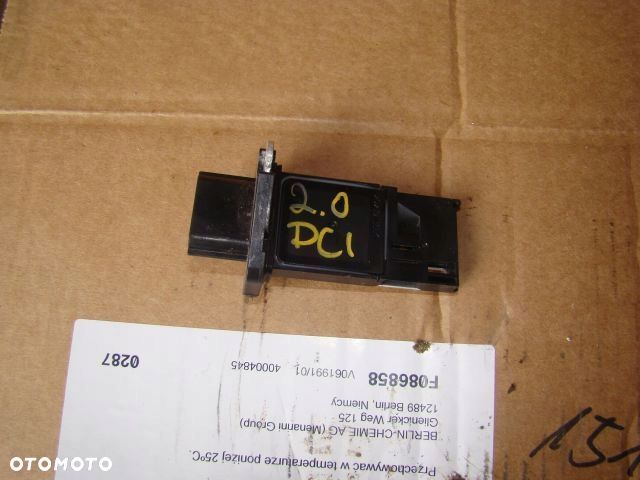 2.0
DCI
Przechowywać w temperaturze poniżej 25°C.
BERLIN-CHEMIE AG (Menarini Group)
Glienicker Weg 125
12489 Berlin, Niemcy
F086858 V061991/01 40004845 0287
151
OTOMOTO